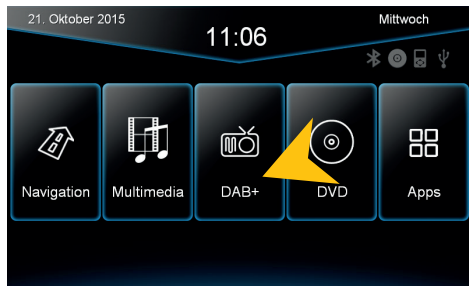 21. Oktober 2015
11:06
Mittwoch
Navigation
Multimedia
DAB+
DVD
Apps